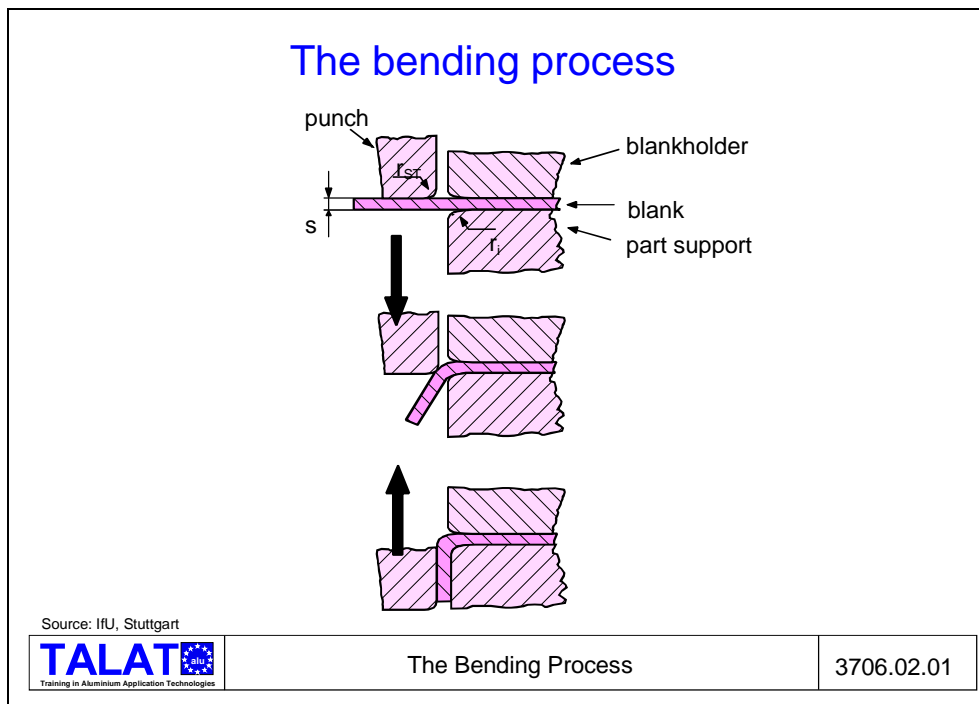 The bending process
punch
blankholder
r_ST
blank
s
r_i
part support
Source: IfU, Stuttgart
TALAT
alu
Training in Aluminium Application Technologies
The Bending Process
3706.02.01